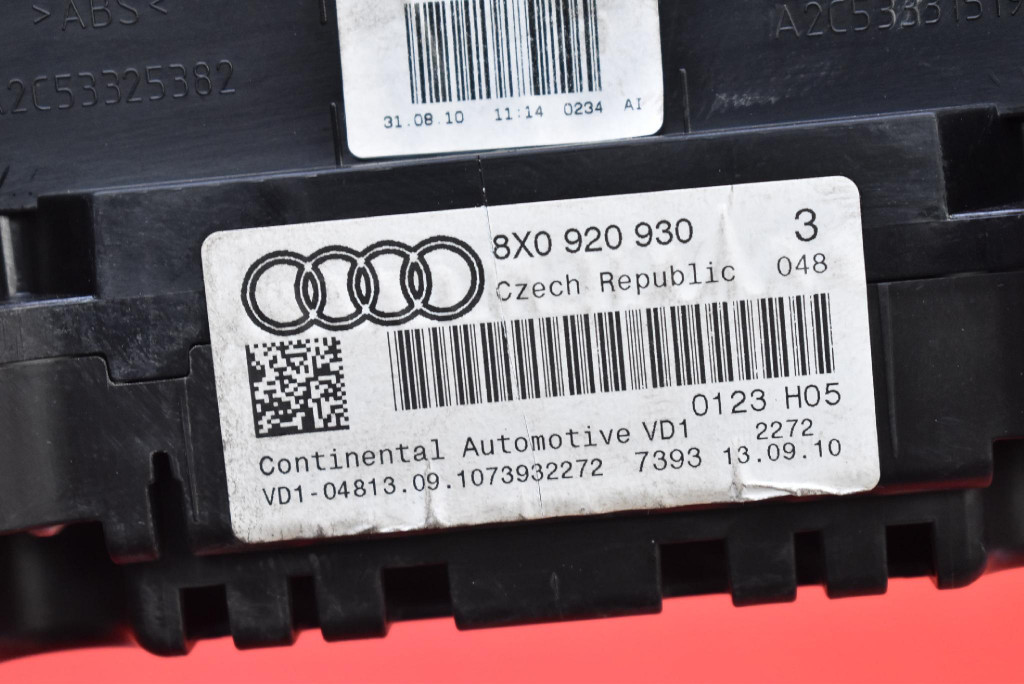 >ABS<
A2C53325382
31.08.10 11:14 0234 AI
8X0 920 930 3
Czech Republic 048
0123 H05
Continental Automotive VD1 2272
VD1-04813.09.1073932272 7393 13.09.10